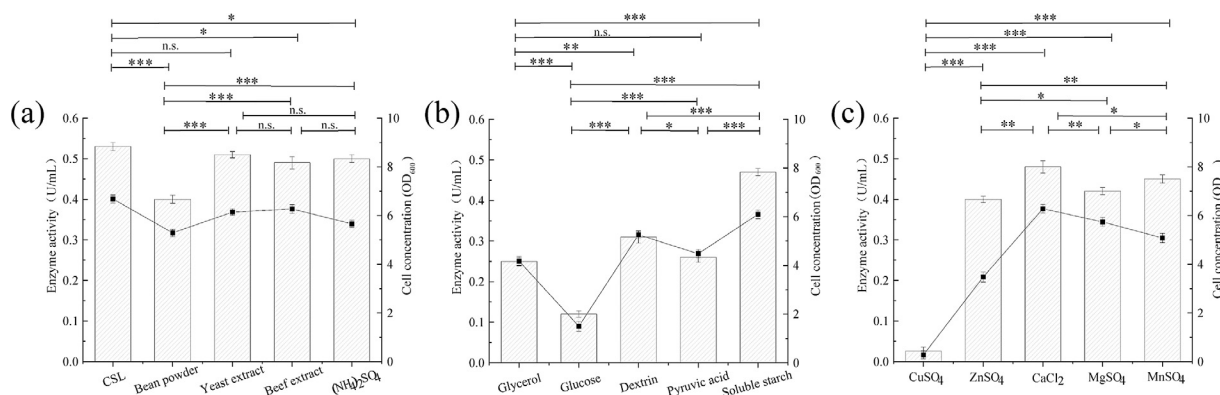 (a)
*
*
n.s.
***
***
***
n.s.
***
n.s.
n.s.
Enzyme activity (U/mL)
0.6
0.5
0.4
0.3
0.2
0.1
0.0
10
8
6
4
2
0
Cell concentration (OD600)
CSL
Bean powder
Yeast extract
Beef extract
(NH4)2SO4
(b)
***
n.s.
**
***
***
***
***
***
*
***
Enzyme activity (U/mL)
0.6
0.5
0.4
0.3
0.2
0.1
0.0
10
8
6
4
2
0
Cell concentration (OD600)
Glycerol
Glucose
Dextrin
Pyruvic acid
Soluble starch
(c)
***
***
***
***
**
*
*
**
**
*
Enzyme activity (U/mL)
0.6
0.5
0.4
0.3
0.2
0.1
0.0
10
8
6
4
2
0
Cell concentration (OD
CuSO4
ZnSO4
CaCl2
MgSO4
MnSO4